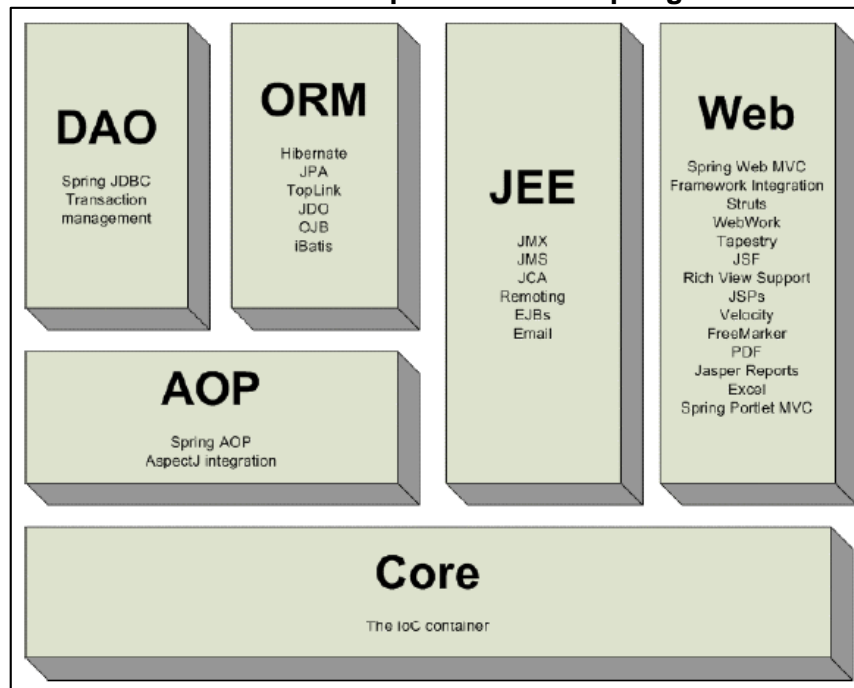 DAO
Spring JDBC
Transaction
management
ORM
Hibernate
JPA
TopLink
JDO
OJB
iBatis
JEE
JMX
JMS
JCA
Remoting
EJBs
Email
Web
Spring Web MVC
Framework Integration
Struts
WebWork
Tapestry
JSF
Rich View Support
JSPs
Velocity
FreeMarker
PDF
Jasper Reports
Excel
Spring Portlet MVC
AOP
Spring AOP
AspectJ integration
Core
The IoC container